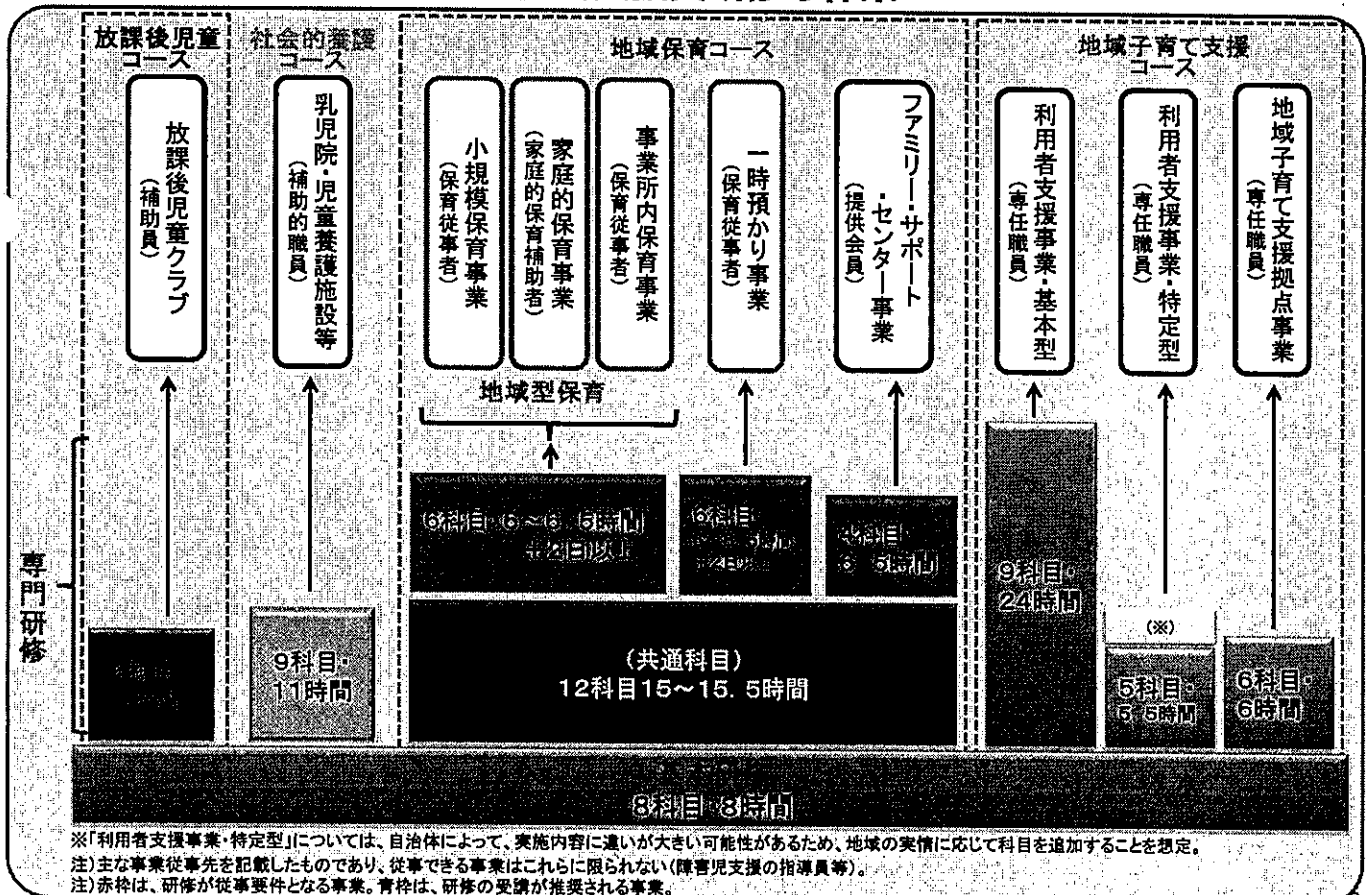 放課後児童
コース
社会的養護
コース
地域保育コース
地域子育て支援
コース
放課後児童クラブ
(補助員)
乳児院・児童養護施設等
(補助的職員)
小規模保育事業
(保育従事者)
家庭的保育事業
(家庭的保育補助者)
事業所内保育事業
(保育従事者)
一時預かり事業
(保育従事者)
ファミリー・サポート
・センター事業
(提供会員)
利用者支援事業・基本型
(専任職員)
利用者支援事業・特定型
(専任職員)
地域子育て支援拠点事業
(専任職員)
地域型保育
専門研修
6科目・6～6.5時間
+2日以上
6科目
9科目・
24時間
9科目・
11時間
(共通科目)
12科目15～15.5時間
(※)
5科目・
5.5時間
6科目・
6時間
8科目・8時間
※「利用者支援事業・特定型」については、自治体によって、実施内容に違いが大きい可能性があるため、地域の実情に応じて科目を追加することを想定。
注)主な事業従事先を記載したものであり、従事できる事業はこれらに限られない(障害児支援の指導員等)。
注)赤枠は、研修が従事要件となる事業。青枠は、研修の受講が推奨される事業。